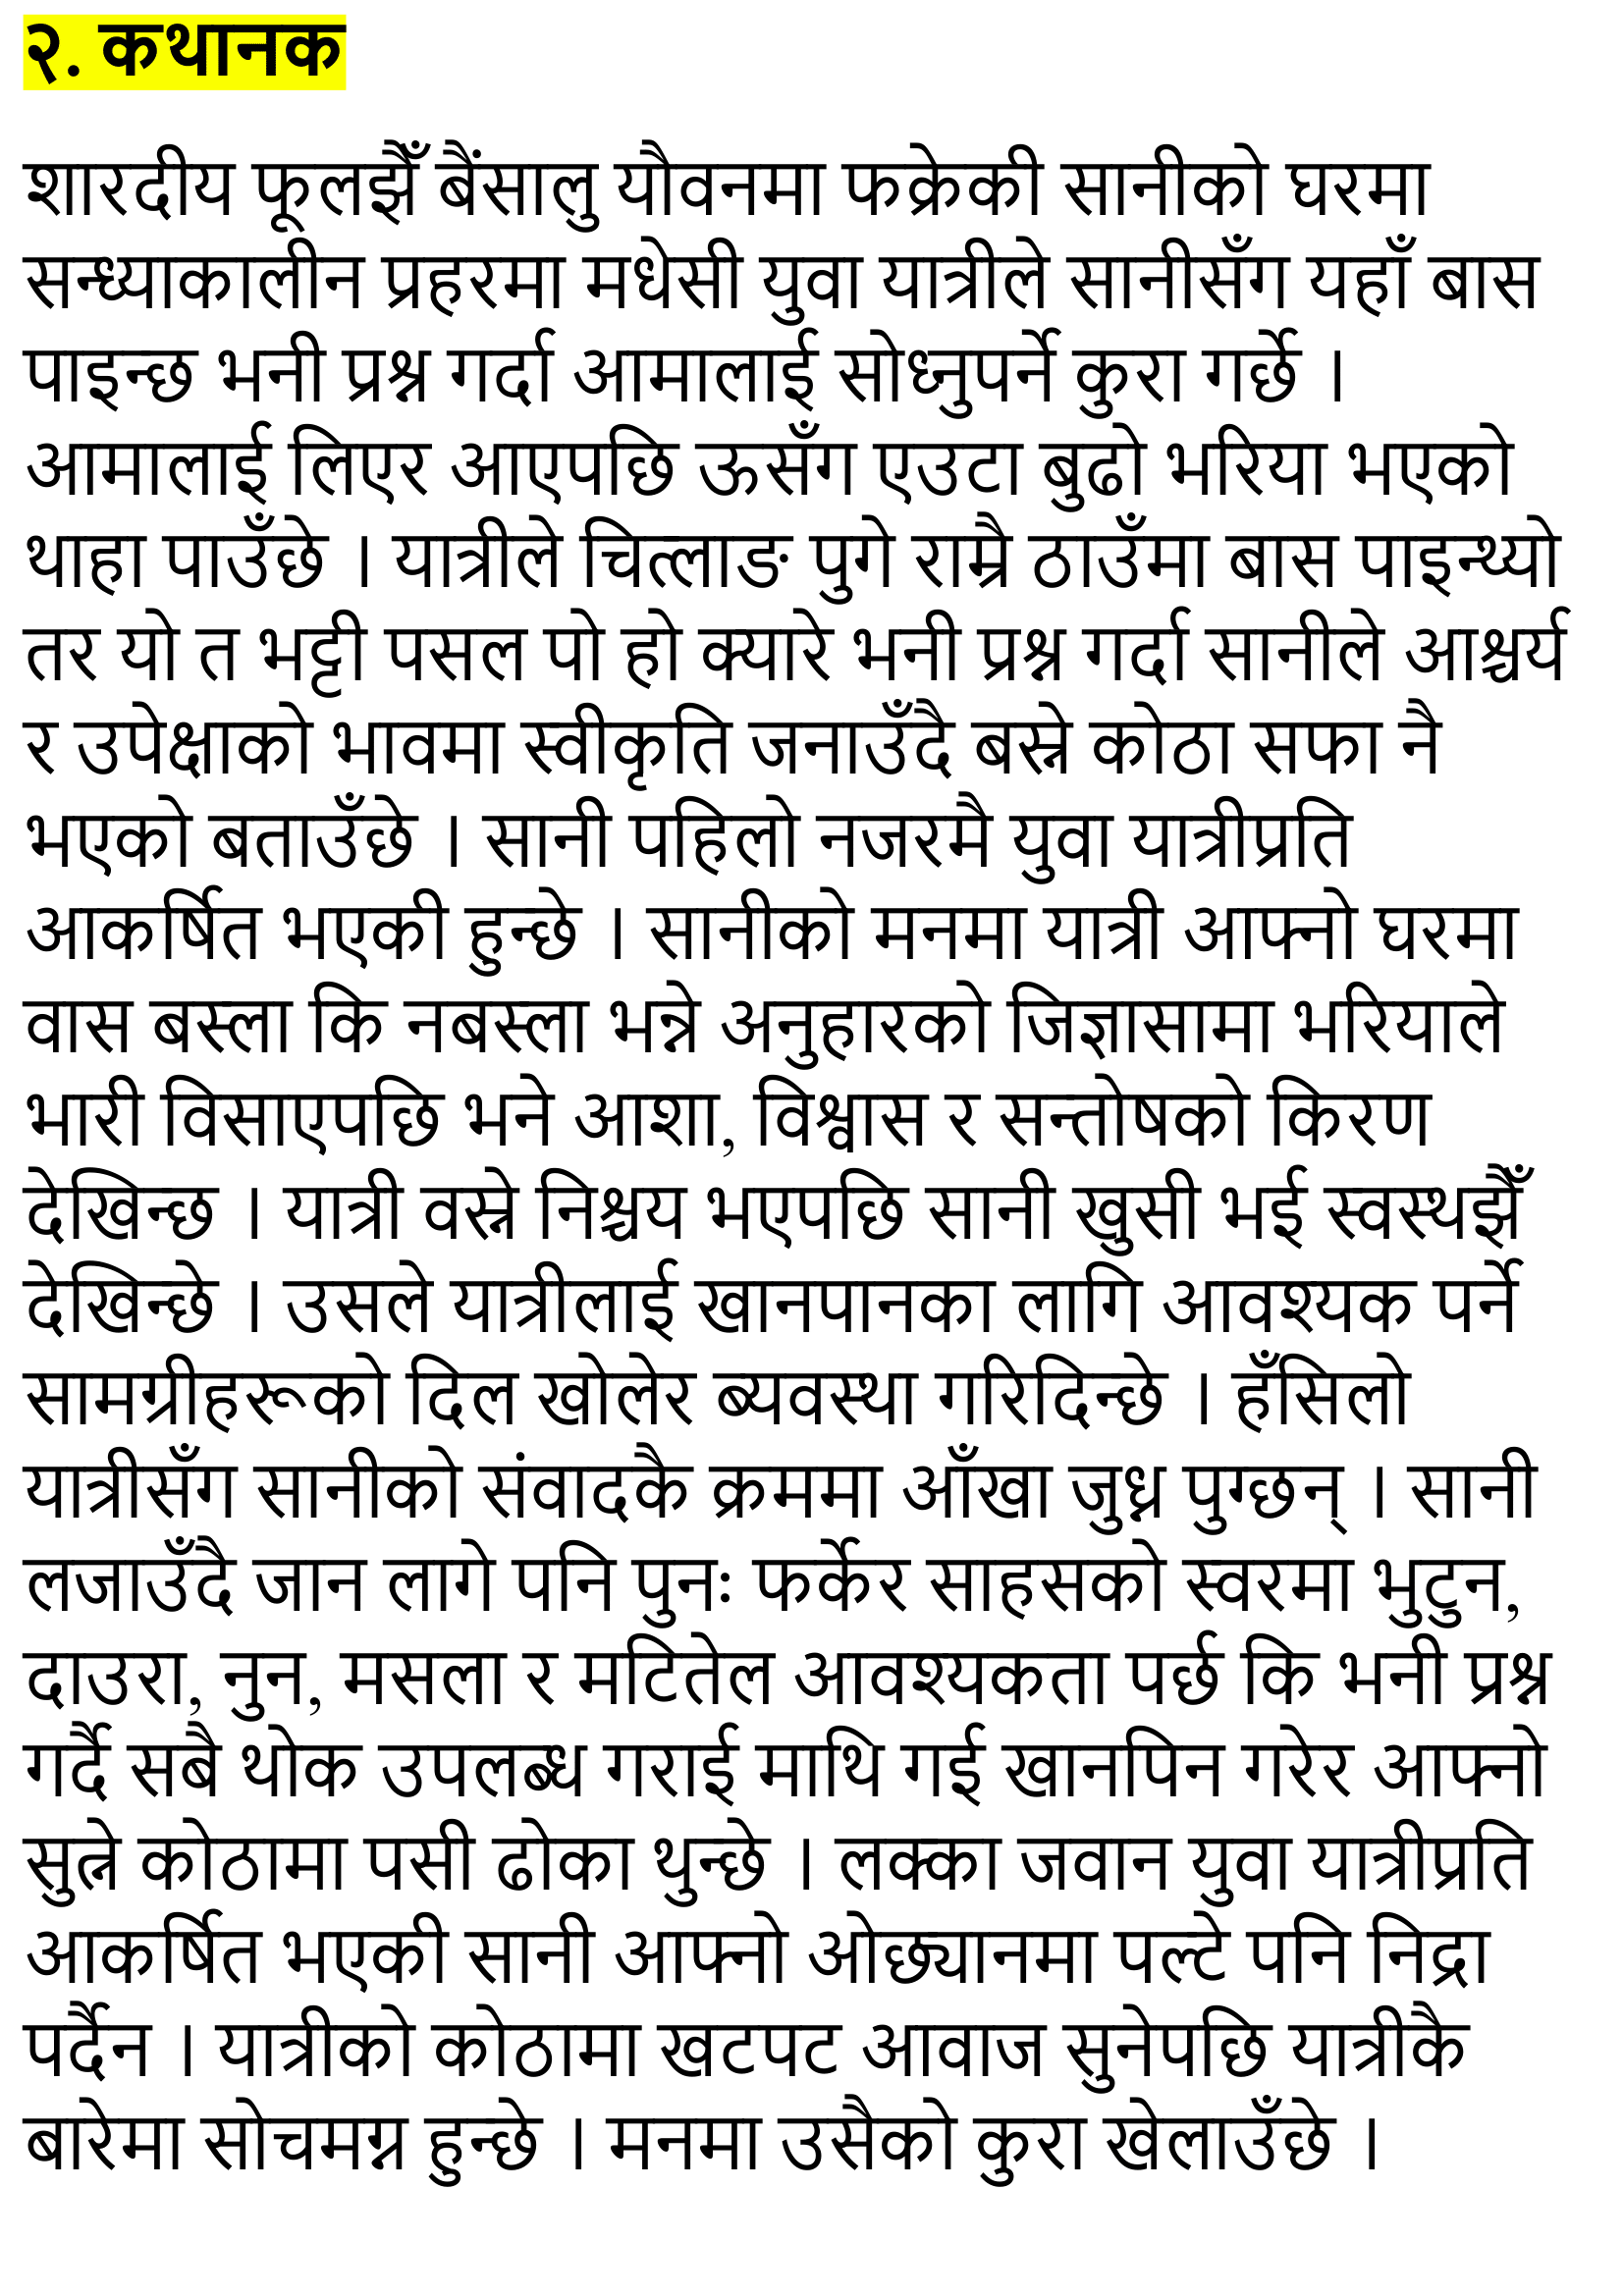 २. कथानक
शारदीय फूलझैँ बैंसालु यौवनमा फक्रेकी सानीको घरमा
सन्ध्याकालीन प्रहरमा मधेसी युवा यात्रीले सानीसँग यहाँ बास
पाइन्छ भनी प्रश्न गर्दा आमालाई सोध्नुपर्ने कुरा गर्छे ।
आमालाई लिएर आएपछि ऊसँग एउटा बुढो भरिया भएको
थाहा पाउँछे । यात्रीले चित्लाङ पुगे राम्रै ठाउँमा बास पाइन्थ्यो
तर यो त भट्टी पसल पो हो क्यारे भनी प्रश्न गर्दा सानीले आश्चर्य
र उपेक्षाको भावमा स्वीकृति जनाउँदै बस्ने कोठा सफा नै
भएको बताउँछे । सानी पहिलो नजरमै युवा यात्रीप्रति
आकर्षित भएकी हुन्छे । सानीको मनमा यात्री आफ्नो घरमा
वास बस्ला कि नबस्ला भन्ने अनुहारको जिज्ञासामा भरियाले
भारी विसाएपछि भने आशा, विश्वास र सन्तोषको किरण
देखिन्छ । यात्री वस्ने निश्चय भएपछि सानी खुसी भई स्वस्थझैँ
देखिन्छे । उसले यात्रीलाई खानपानका लागि आवश्यक पर्ने
सामग्रीहरूको दिल खोलेर ब्यवस्था गरिदिन्छे । हँसिलो
यात्रीसँग सानीको संवादकै क्रममा आँखा जुध्न पुग्छन् । सानी
लजाउँदै जान लागे पनि पुनः फर्केर साहसको स्वरमा भुटुन,
दाउरा, नुन, मसला र मटितेल आवश्यकता पर्छ कि भनी प्रश्न
गर्दै सबै थोक उपलब्ध गराई माथि गई खानपिन गरेर आफ्नो
सुत्ने कोठामा पसी ढोका थुन्छे । लक्का जवान युवा यात्रीप्रति
आकर्षित भएकी सानी आफ्नो ओछ्यानमा पल्टे पनि निद्रा
पर्दैन । यात्रीको कोठामा खटपट आवाज सुनेपछि यात्रीकै
बारेमा सोचमग्न हुन्छे । मनमा उसैको कुरा खेलाउँछे ।